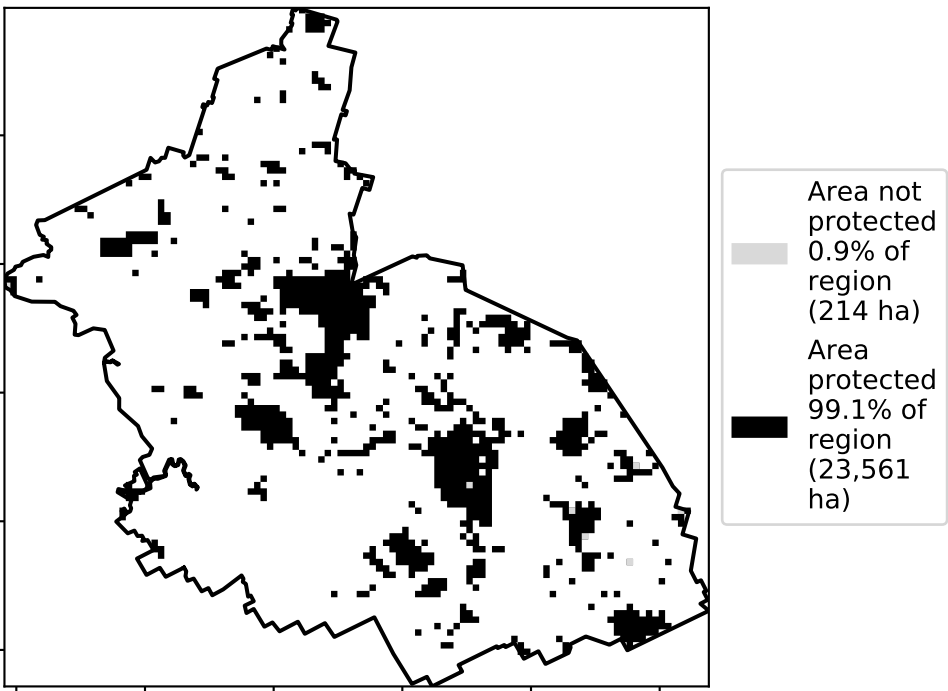 Area not
protected
0.9% of
region
(214 ha)
Area
protected
99.1% of
region
(23,561
ha)